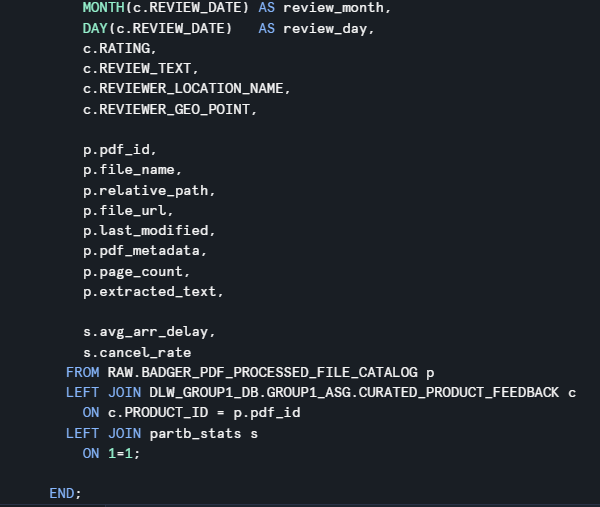 MONTH(c.REVIEW_DATE) AS review_month,
DAY(c.REVIEW_DATE)   AS review_day,
c.RATING,
c.REVIEW_TEXT,
c.REVIEWER_LOCATION_NAME,
c.REVIEWER_GEO_POINT,
p.pdf_id,
p.file_name,
p.relative_path,
p.file_url,
p.last_modified,
p.pdf_metadata,
p.page_count,
p.extracted_text,
s.avg_arr_delay,
s.cancel_rate
FROM RAW.BADGER_PDF_PROCESSED_FILE_CATALOG p
LEFT JOIN DLW_GROUP1_DB.GROUP1_ASG.CURATED_PRODUCT_FEEDBACK c
ON c.PRODUCT_ID = p.pdf_id
LEFT JOIN partb_stats s
ON 1=1;
END;